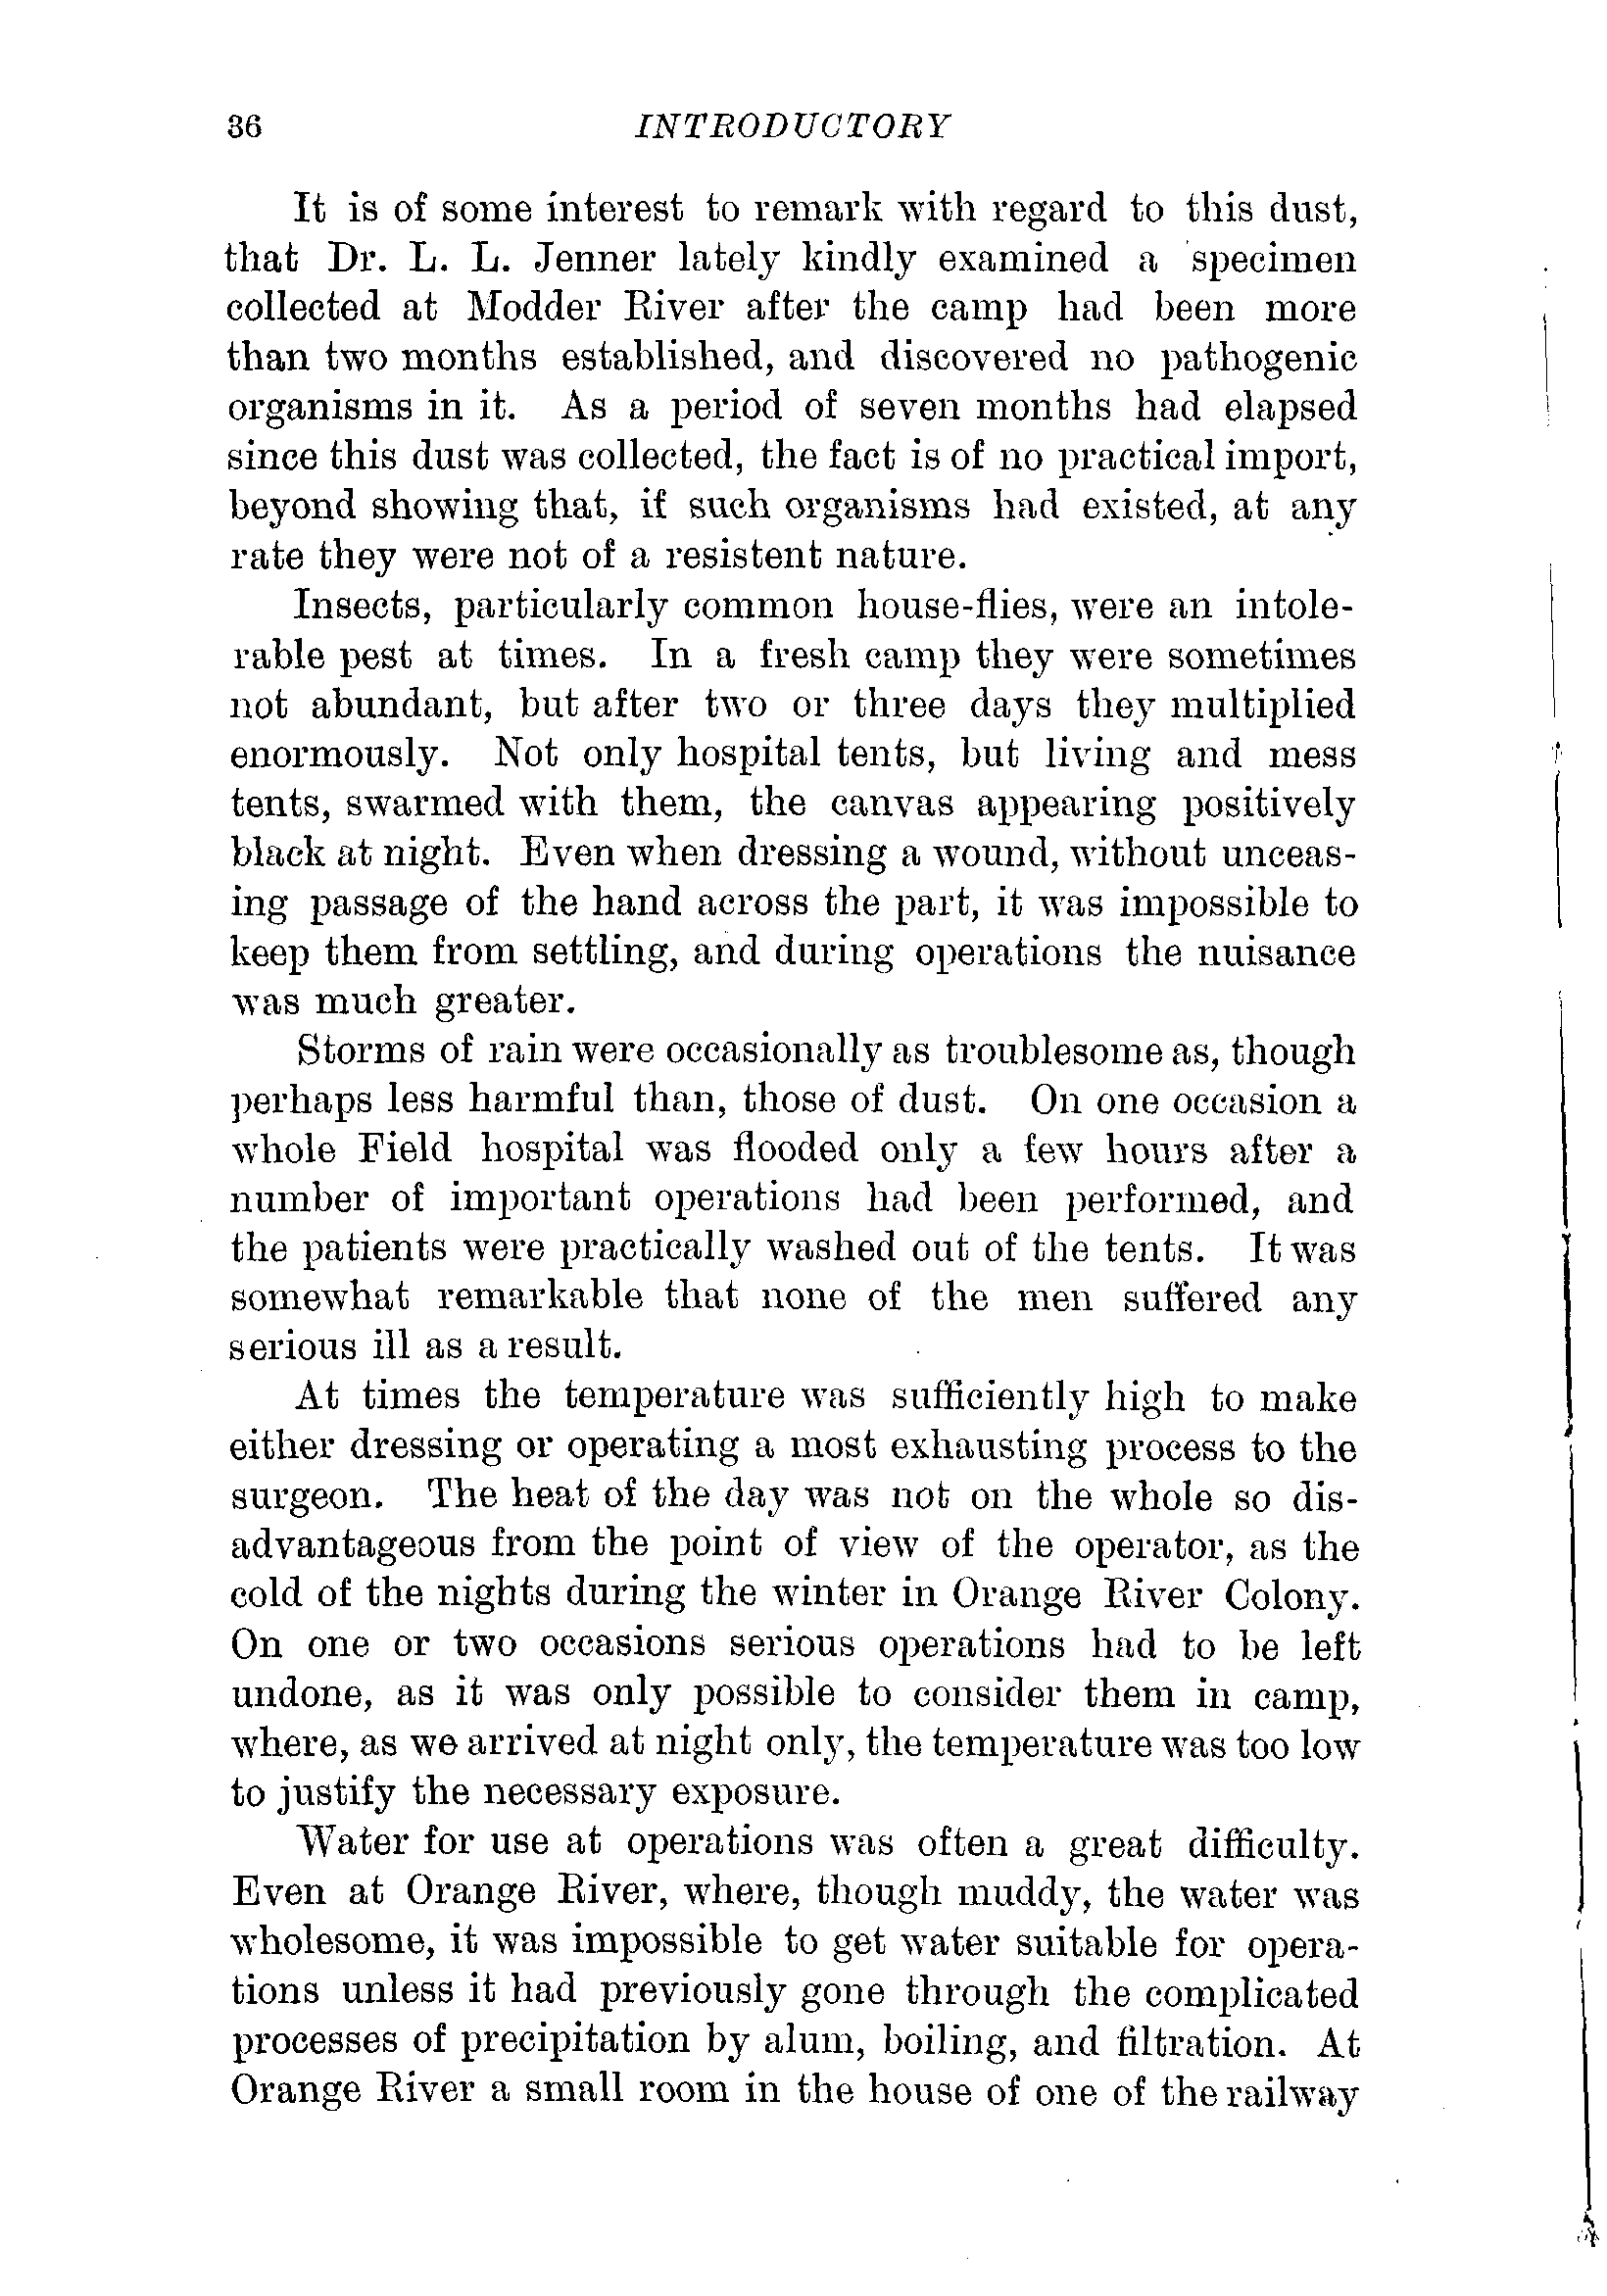 36 INTRODUCTORY
It is of some interest to remark with regard to this dust,
that Dr. L. L. Jenner lately kindly examined a specimen
collected at Modder River after the camp had been more
than two months established, and discovered no pathogenic
organisms in it. As a period of seven months had elapsed
since this dust was collected, the fact is of no practical import,
beyond showing that, if such organisms had existed, at any
rate they were not of a resistent nature.
Insects, particularly common house-flies, were an intole-
rable pest at times. In a fresh camp they were sometimes
not abundant, but after two or three days they multiplied
enormously. Not only hospital tents, but living and mess
tents, swarmed with them, the canvas appearing positively
black at night. Even when dressing a wound, without unceas-
ing passage of the hand across the part, it was impossible to
keep them from settling, and during operations the nuisance
was much greater.
Storms of rain were occasionally as troublesome as, though
perhaps less harmful than, those of dust. On one occasion a
whole Field hospital was flooded only a few hours after a
number of important operations had been performed, and
the patients were practically washed out of the tents. It was
somewhat remarkable that none of the men suffered any
serious ill as a result.
At times the temperature was sufficiently high to make
either dressing or operating a most exhausting process to the
surgeon. The heat of the day was not on the whole so dis-
advantageous from the point of view of the operator, as the
cold of the nights during the winter in Orange River Colony.
On one or two occasions serious operations had to be left
undone, as it was only possible to consider them in camp,
where, as we arrived at night only, the temperature was too low
to justify the necessary exposure.
Water for use at operations was often a great difficulty.
Even at Orange River, where, though muddy, the water was
wholesome, it was impossible to get water suitable for opera-
tions unless it had previously gone through the complicated
processes of precipitation by alum, boiling, and filtration. At
Orange River a small room in the house of one of the railway